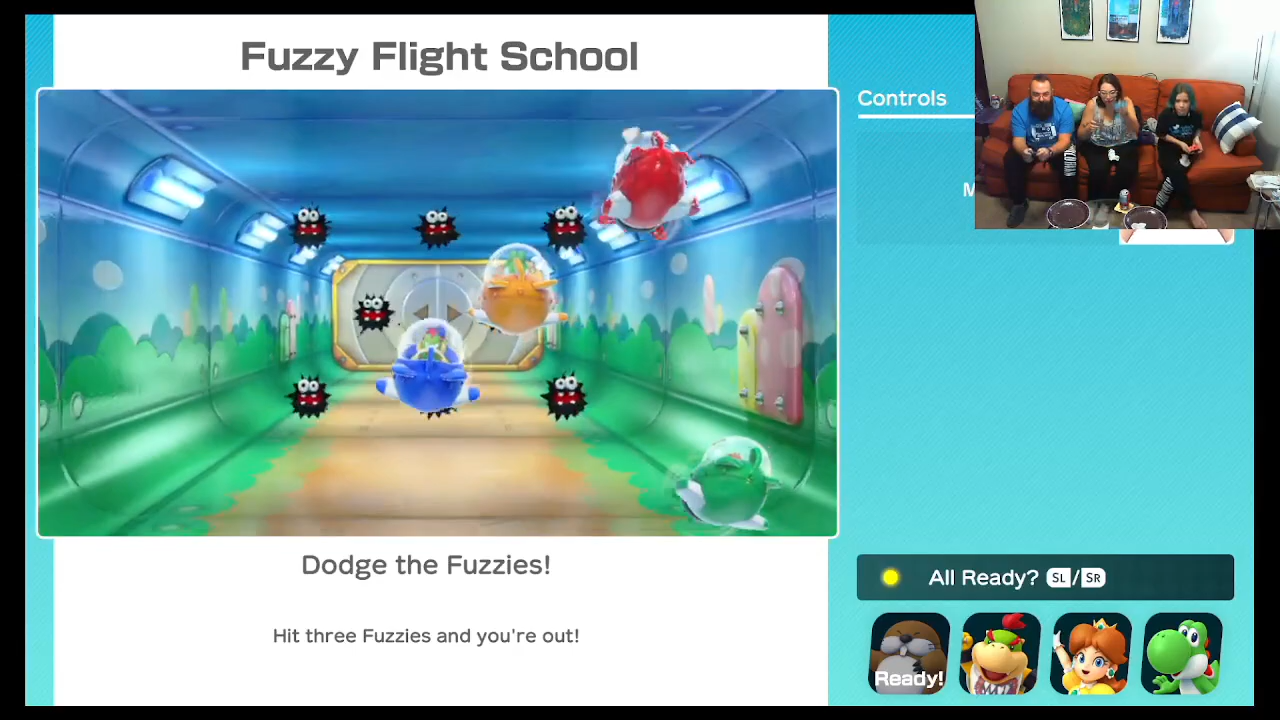 Fuzzy Flight School
Controls
M
Dodge the Fuzzies!
Hit three Fuzzies and you're out!
All Ready? SL/SR
Ready!